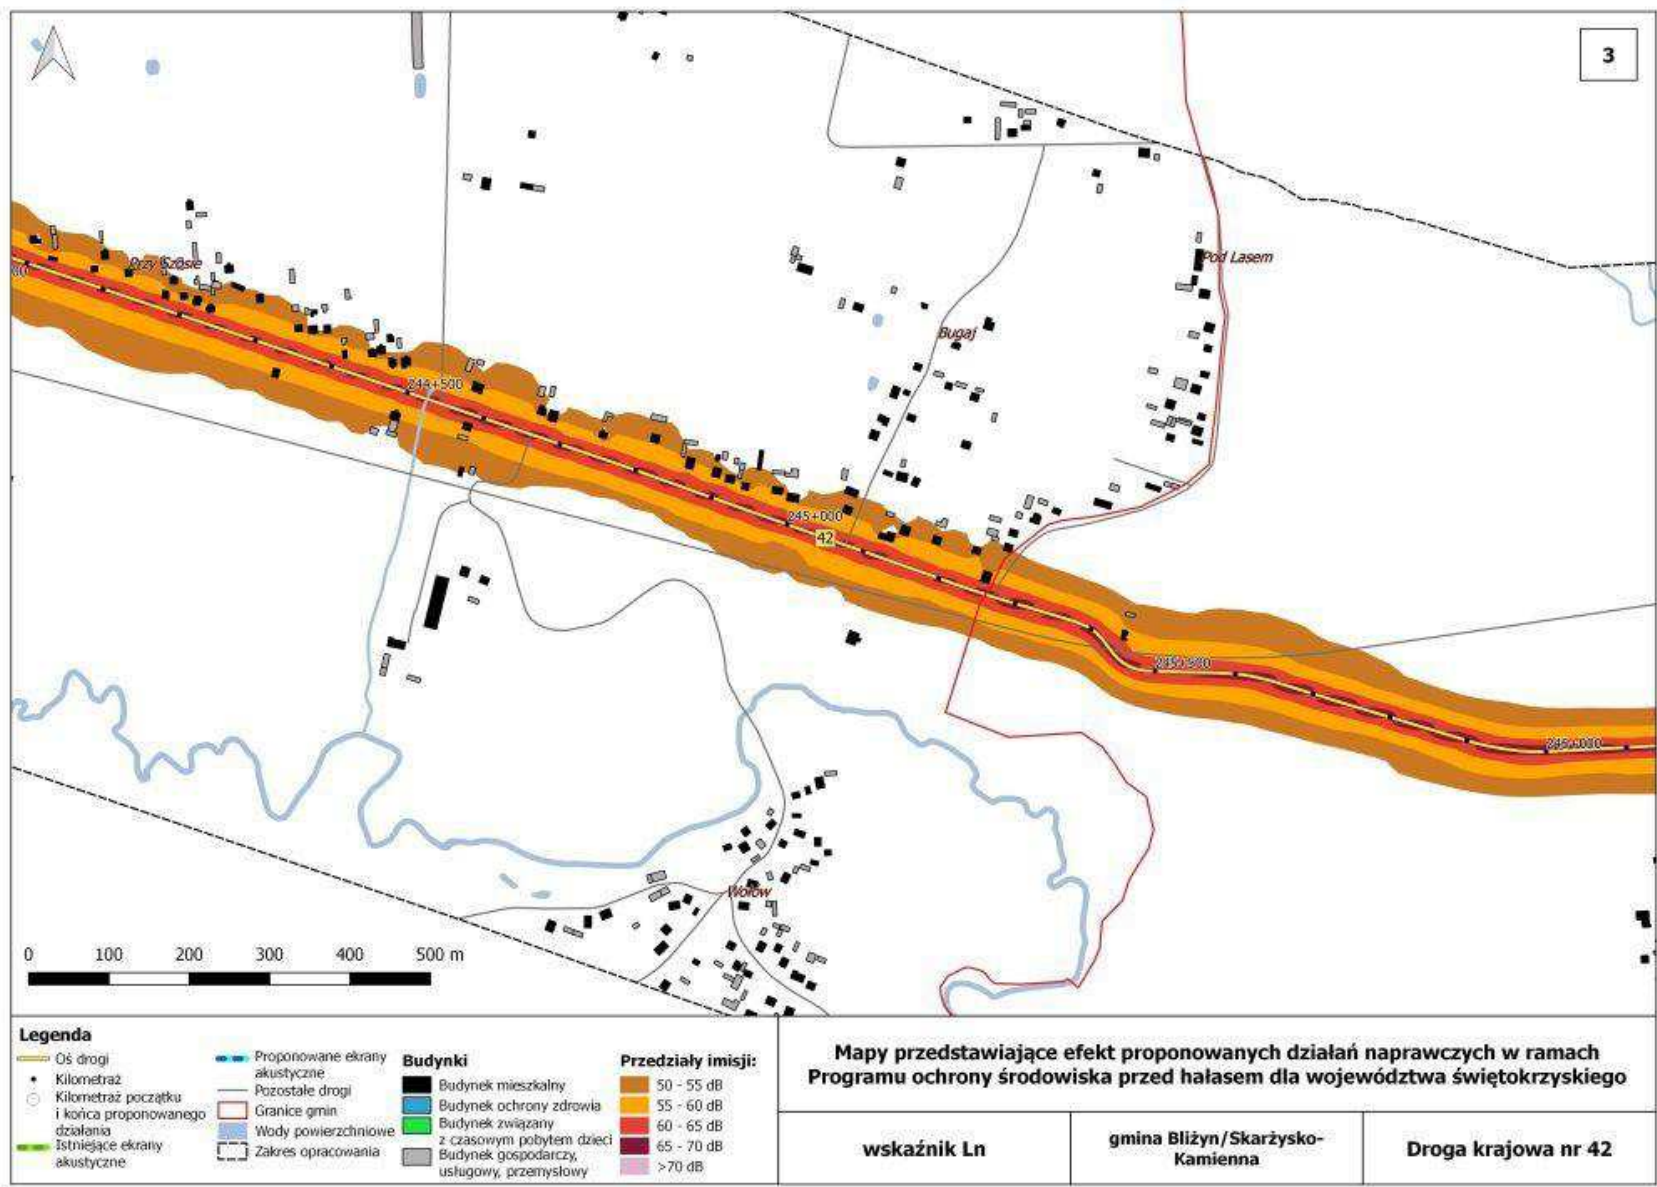 3
Przy Szosie
Pod Lasem
Bugaj
244+500
245+000
42
245+500
245+000
Wołów
0 100 200 300 400 500 m
Legenda
Oś drogi
Kilometraż
Kilometraż początku
i końca proponowanego
działania
Istniejące ekrany
akustyczne
Proponowane ekrany
akustyczne
Pozostałe drogi
Granice gmin
Wody powierzchniowe
Zakres opracowania
Budynki
Budynek mieszkalny
Budynek ochrony zdrowia
Budynek związany
z czasowym pobytem dzieci
Budynek gospodarczy,
usługowy, przemysłowy
Przedziały imisji:
50 - 55 dB
55 - 60 dB
60 - 65 dB
65 - 70 dB
>70 dB
Mapy przedstawiające efekt proponowanych działań naprawczych w ramach
Programu ochrony środowiska przed hałasem dla województwa świętokrzyskiego
wskaźnik Ln
gmina Bliżyn/Skarżysko-
Kamienna
Droga krajowa nr 42